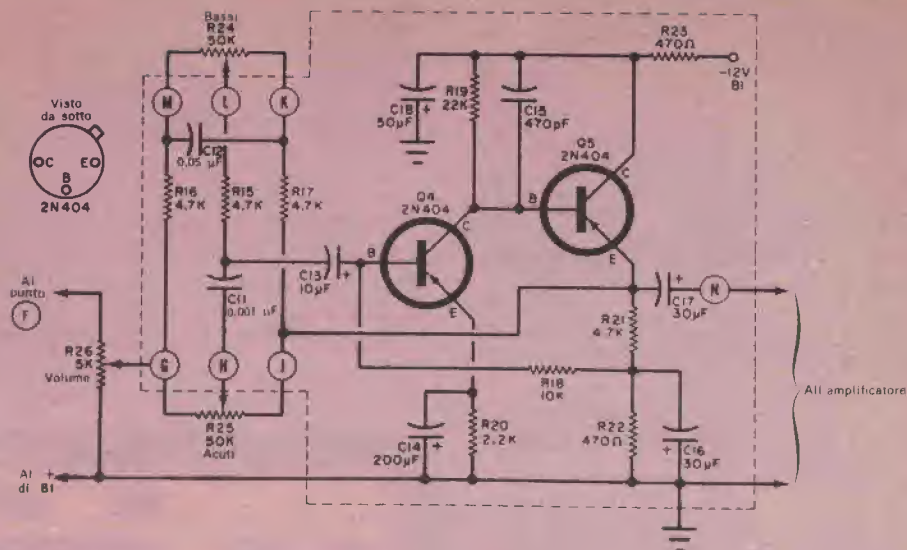 Bassi
R24
50K
M
L
K
C12
0.05 µF
R16
4.7K
R15
4.7K
R17
4.7K
C11
0.001 µF
C13
10µF
+
Visto
da sotto
C
E
B
2N404
Al
punto
F
R26
5K
Volume
G
H
J
R25
50K
Acuti
Al +
di B1
C18
50µF
+
R19
22K
C15
470pF
R23
470Ω
-12V
B1
Q4
2N404
B
C
E
Q5
2N404
B
C
E
+
C17
30µF
N
R21
4.7K
R18
10K
R22
470Ω
+
C16
30µF
C14
200µF
+
R20
2.2K
All amplificatore